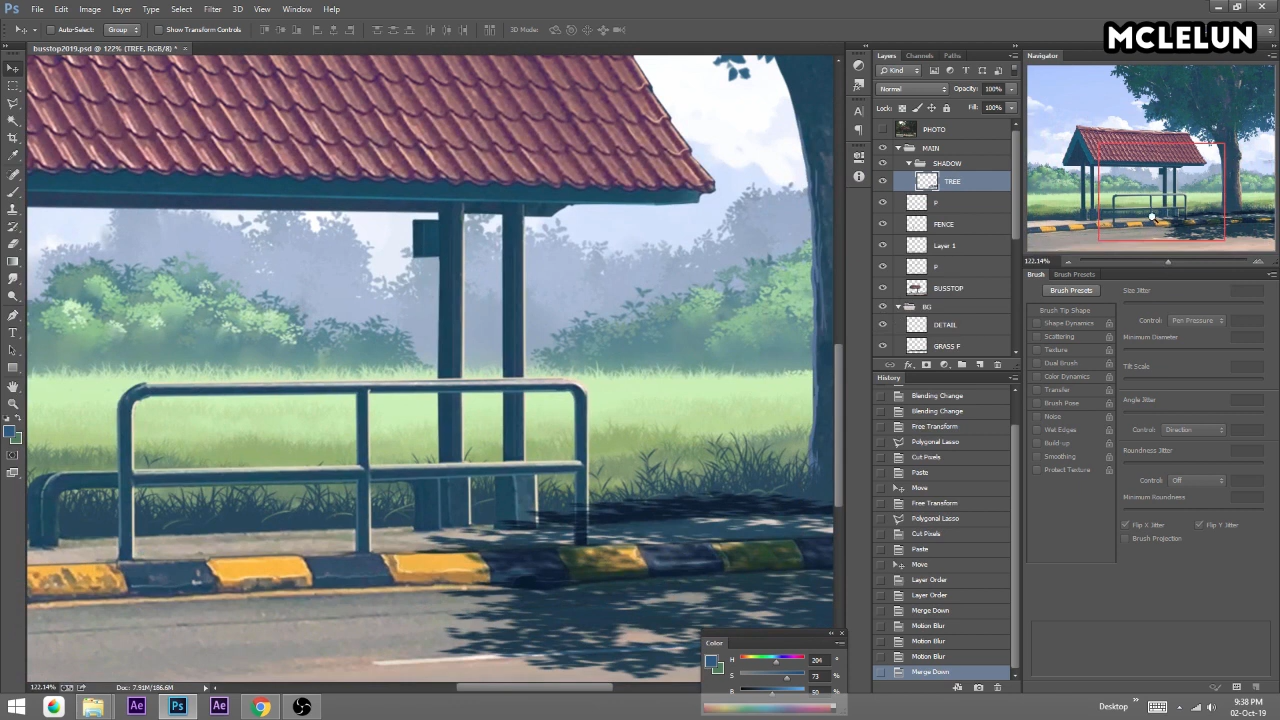 Ps File Edit Image Layer Type Select Filter 3D View Window Help
Auto-Select: Group Show Transform Controls 3D Mode:
MCLELUN
busstop2019.psd @ 122% (TREE, RGB/8) *
Layers Channels Paths
Kind
Normal Opacity: 100%
Lock: Fill: 100%
PHOTO
MAIN
SHADOW
TREE
P
FENCE
Layer 1
P
BUSSTOP
BG
DETAIL
GRASS F
History
Blending Change
Blending Change
Free Transform
Polygonal Lasso
Cut Pixels
Paste
Move
Free Transform
Polygonal Lasso
Cut Pixels
Paste
Move
Layer Order
Layer Order
Merge Down
Motion Blur
Motion Blur
Motion Blur
Merge Down
Navigator
122.14%
Brush Brush Presets
Brush Presets
Brush Tip Shape
Shape Dynamics
Scattering
Texture
Dual Brush
Color Dynamics
Transfer
Brush Pose
Noise
Wet Edges
Build-up
Smoothing
Protect Texture
Size Jitter
Control: Pen Pressure
Minimum Diameter
Tilt Scale
Angle Jitter
Control: Direction
Roundness Jitter
Control: Off
Minimum Roundness
Flip X Jitter Flip Y Jitter
Brush Projection
Color
H 204 °
S 73 %
B 50 %
122.14% Doc: 7.91M/186.6M
Ae Ps Ae
Desktop
9:38 PM
02-Oct-19